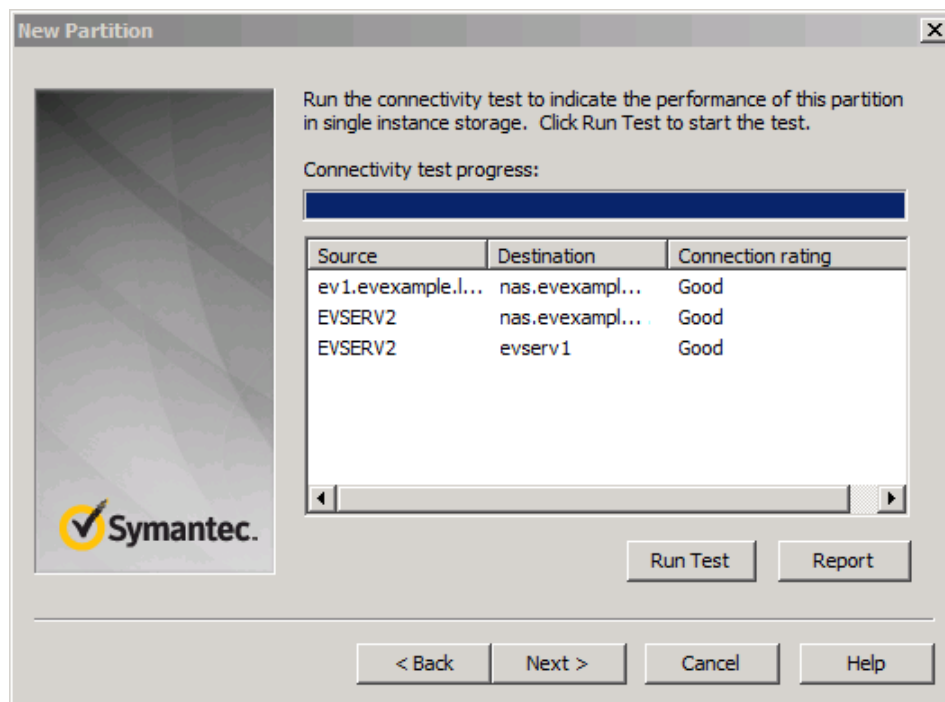 New Partition
Run the connectivity test to indicate the performance of this partition
in single instance storage. Click Run Test to start the test.
Connectivity test progress:
Source Destination Connection rating
ev1.evexample.l... nas.evexampl... Good
EVSERV2 nas.evexampl... Good
EVSERV2 evserv1 Good
Symantec.
Run Test Report
< Back Next > Cancel Help